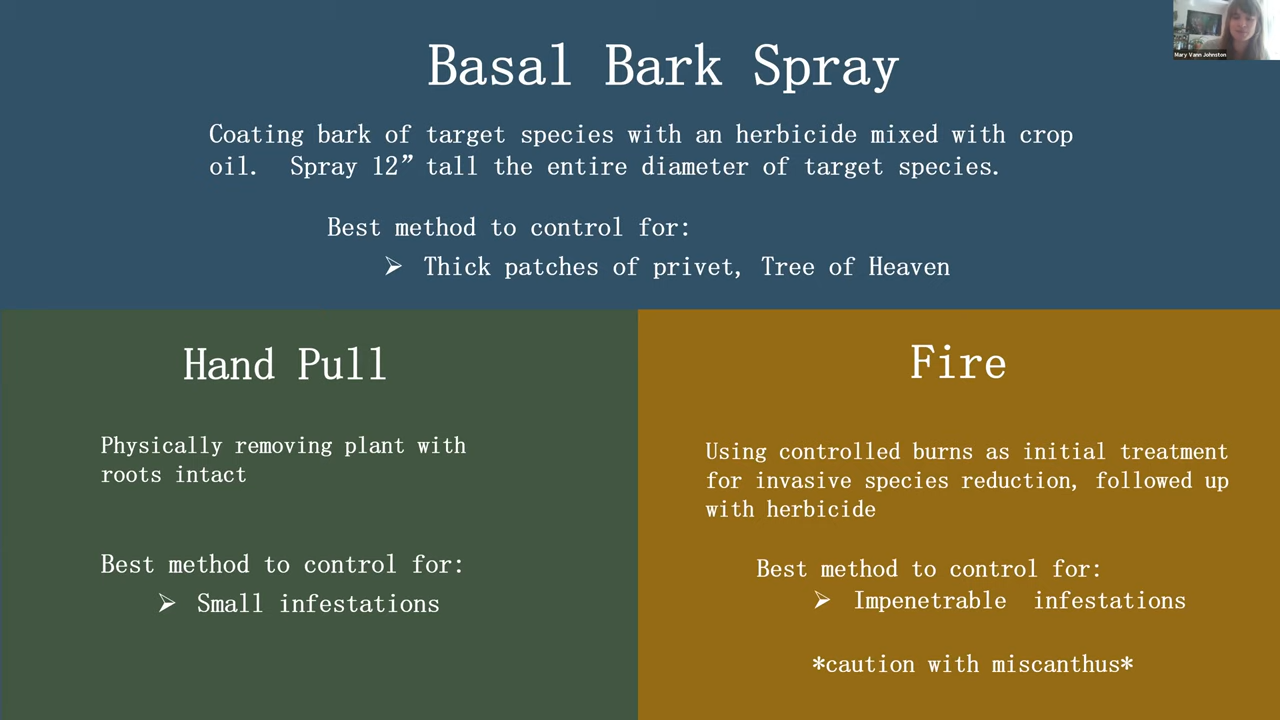 Basal Bark Spray
Coating bark of target species with an herbicide mixed with crop
oil.  Spray 12” tall the entire diameter of target species.
Best method to control for:
➢ Thick patches of privet, Tree of Heaven
Hand Pull
Physically removing plant with
roots intact
Best method to control for:
➢ Small infestations
Fire
Using controlled burns as initial treatment
for invasive species reduction, followed up
with herbicide
Best method to control for:
➢ Impenetrable  infestations
*caution with miscanthus*
Mary Vann Johnston